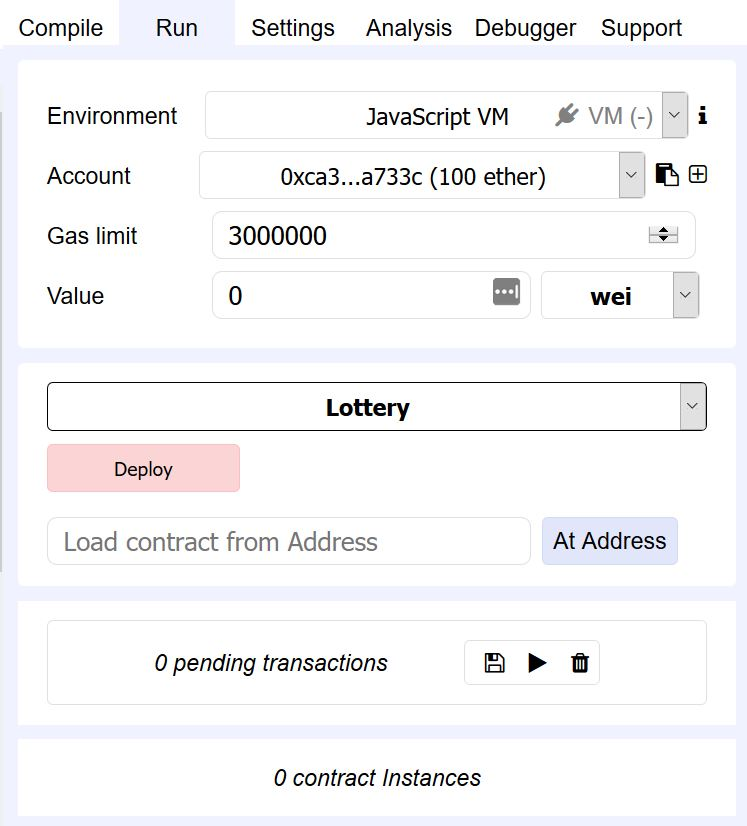 Compile Run Settings Analysis Debugger Support
Environment JavaScript VM VM (-)
Account 0xca3...a733c (100 ether)
Gas limit 3000000
Value 0 wei
Lottery
Deploy
Load contract from Address At Address
0 pending transactions
0 contract Instances